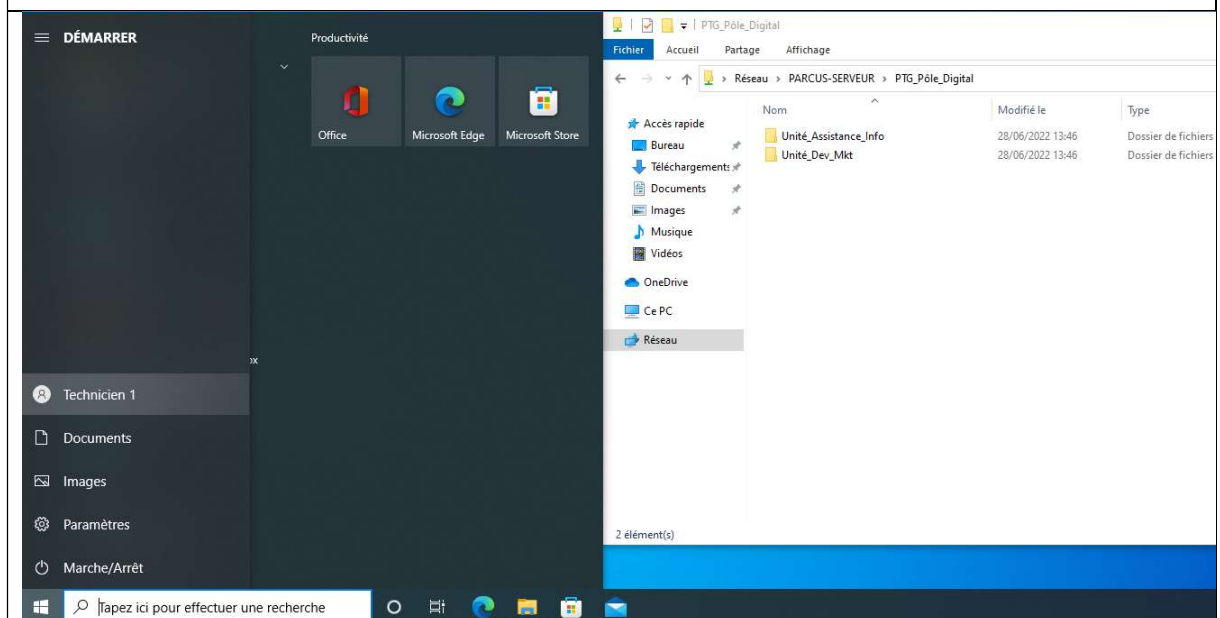 DÉMARRER
Productivité
Office
Microsoft Edge
Microsoft Store
ox
Technicien 1
Documents
Images
Paramètres
Marche/Arrêt
Tapez ici pour effectuer une recherche
PTG_Pôle_Digital
Fichier Accueil Partage Affichage
Réseau > PARCUS-SERVEUR > PTG_Pôle_Digital
Nom Modifié le Type
Accès rapide
Bureau
Téléchargements
Documents
Images
Musique
Vidéos
OneDrive
Ce PC
Réseau
Unité_Assistance_Info 28/06/2022 13:46 Dossier de fichiers
Unité_Dev_Mkt 28/06/2022 13:46 Dossier de fichiers
2 élément(s)